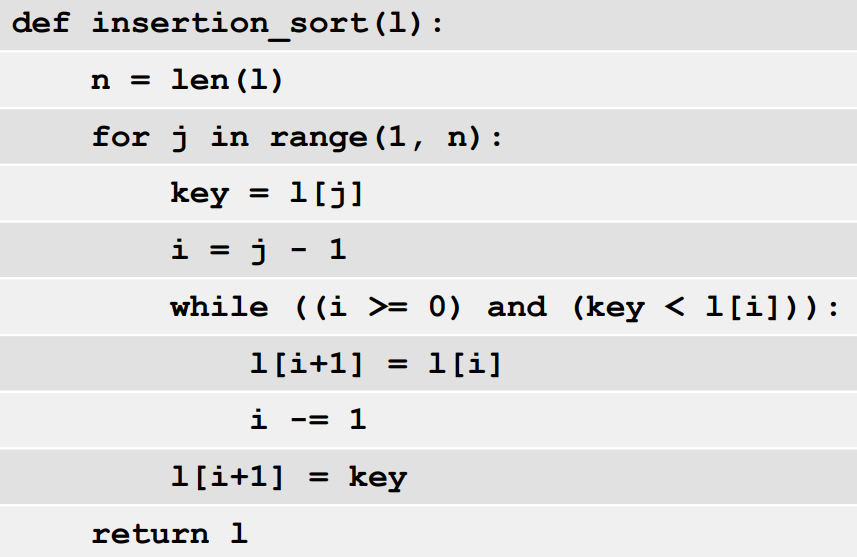 def insertion_sort(l):
    n = len(l)
    for j in range(1, n):
        key = l[j]
        i = j - 1
        while ((i >= 0) and (key < l[i])):
            l[i+1] = l[i]
            i -= 1
        l[i+1] = key
    return l